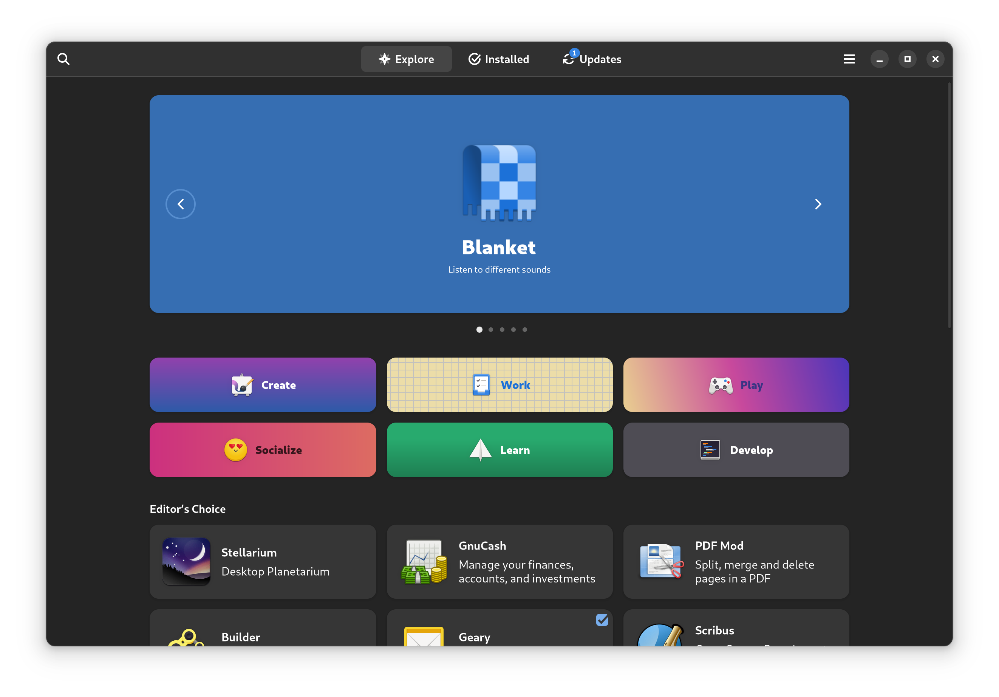 Explore
Installed
1
Updates
Blanket
Listen to different sounds
Create
Work
Play
Socialize
Learn
Develop
Editor’s Choice
Stellarium
Desktop Planetarium
GnuCash
Manage your finances,
accounts, and investments
PDF Mod
Split, merge and delete
pages in a PDF
Builder
Geary
Scribus